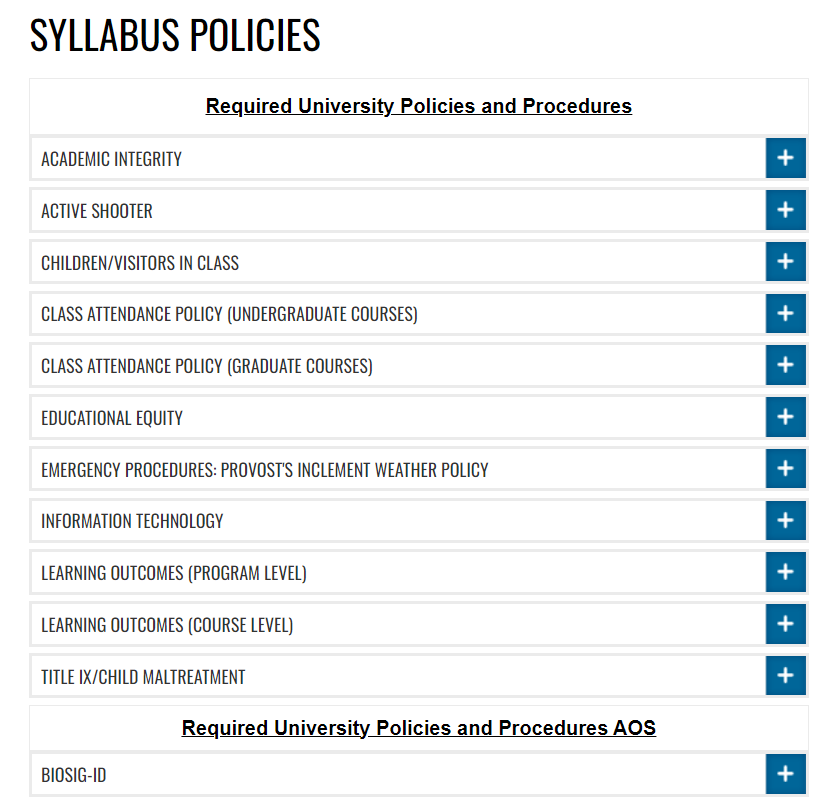 SYLLABUS POLICIES
Required University Policies and Procedures
ACADEMIC INTEGRITY
ACTIVE SHOOTER
CHILDREN/VISITORS IN CLASS
CLASS ATTENDANCE POLICY (UNDERGRADUATE COURSES)
CLASS ATTENDANCE POLICY (GRADUATE COURSES)
EDUCATIONAL EQUITY
EMERGENCY PROCEDURES: PROVOST'S INCLEMENT WEATHER POLICY
INFORMATION TECHNOLOGY
LEARNING OUTCOMES (PROGRAM LEVEL)
LEARNING OUTCOMES (COURSE LEVEL)
TITLE IX/CHILD MALTREATMENT
Required University Policies and Procedures AOS
BIOSIG-ID